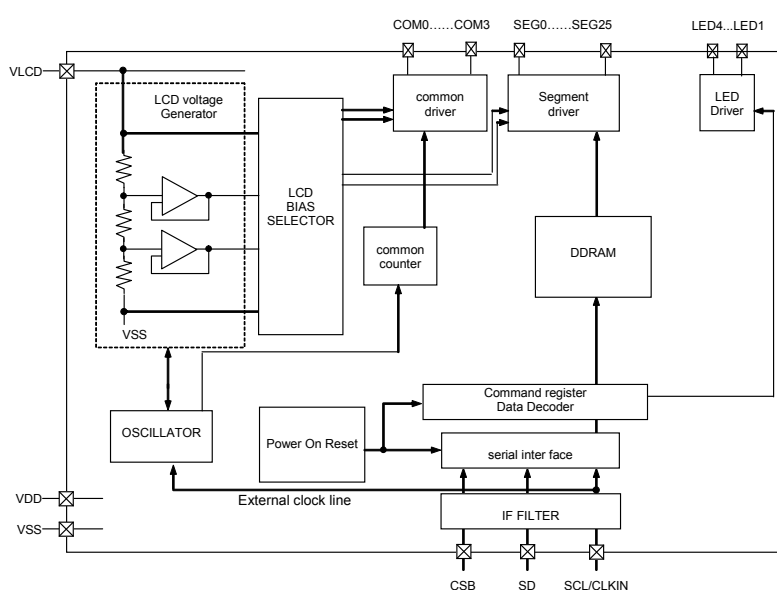 COM0......COM3
SEG0......SEG25
LED4...LED1
VLCD
LCD voltage
Generator
common
driver
Segment
driver
LED
Driver
LCD
BIAS
SELECTOR
common
counter
DDRAM
VSS
Command register
Data Decoder
OSCILLATOR
Power On Reset
serial inter face
VDD
External clock line
IF FILTER
VSS
CSB
SD
SCL/CLKIN